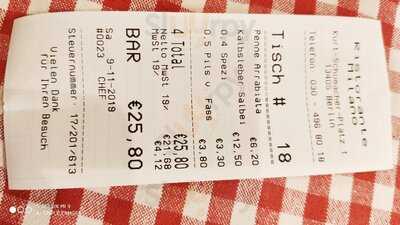 Ristorante
Kurt-Schumacher-Platz 1
13405 Berlin
Telefon : 030 - 496 80 18
Tisch # 18
Penne Arrabiata €6,20
Kalbsleber Salbei €12,50
0,4 Spezi €3,30
0,5 Pils v Fass €3,80
4 Total €25,80
Netto MwSt 19% €21,68
MwSt 19% €4,12
BAR €25,80
Sa 9-11-2019
#0023 CHEF
Steuernummer: 17/201/613
Vielen Dank
für Ihren Besuch